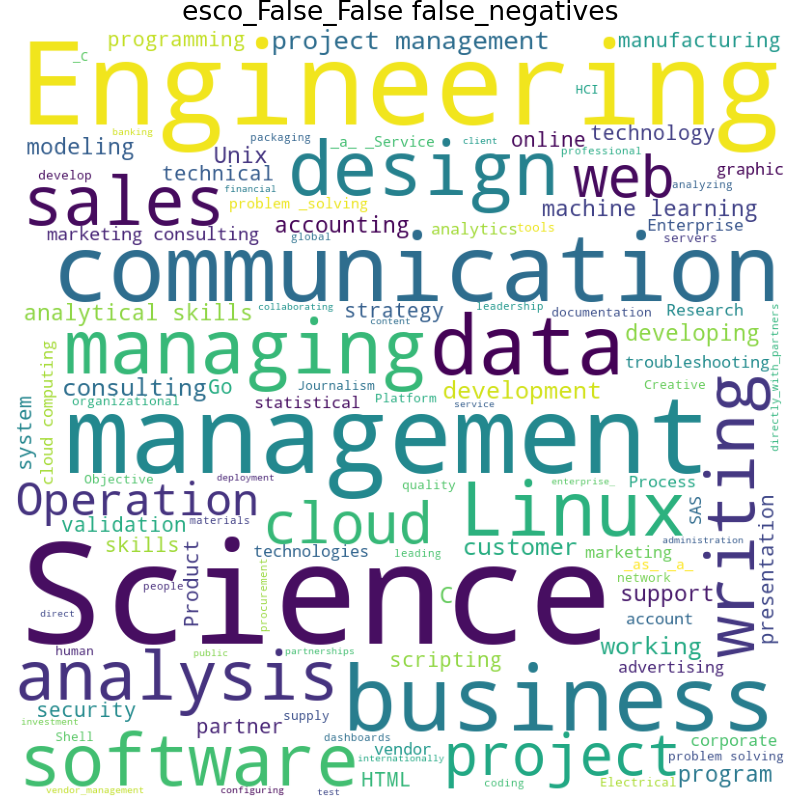 esco_False_False false_negatives
programming
project management
manufacturing
_C
Engineering
HCI
banking
packaging
_a_ _Service
client
online
technology
modeling
Unix
design
professional
web
graphic
develop
technical
financial
analyzing
sales
problem _solving
machine learning
accounting
analytics
tools
Enterprise
marketing consulting
global
servers
communication
analytical skills
collaborating
strategy
leadership
documentation
Research
content
managing
data
developing
directly_with_partners
troubleshooting
cloud computing
consulting
Go
Journalism
development
Creative
system
organizational
statistical
Platform
service
management
writing
Objective
deployment
quality
enterprise_
Process
Operation
cloud
Linux
SAS
presentation
validation
materials
administration
skills
technologies
leading
customer
marketing
Science
Product
people
procurement
_as_ _a_
network
C
support
direct
account
human
public
partnerships
scripting
working
analysis
advertising
security
partner
supply
business
investment
Shell
dashboards
vendor
corporate
software
internationally
project
problem solving
HTML
coding
Electrical
program
vendor_management
configuring
test